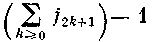 (∑_{k≥0} j_{2k+1}) − 1